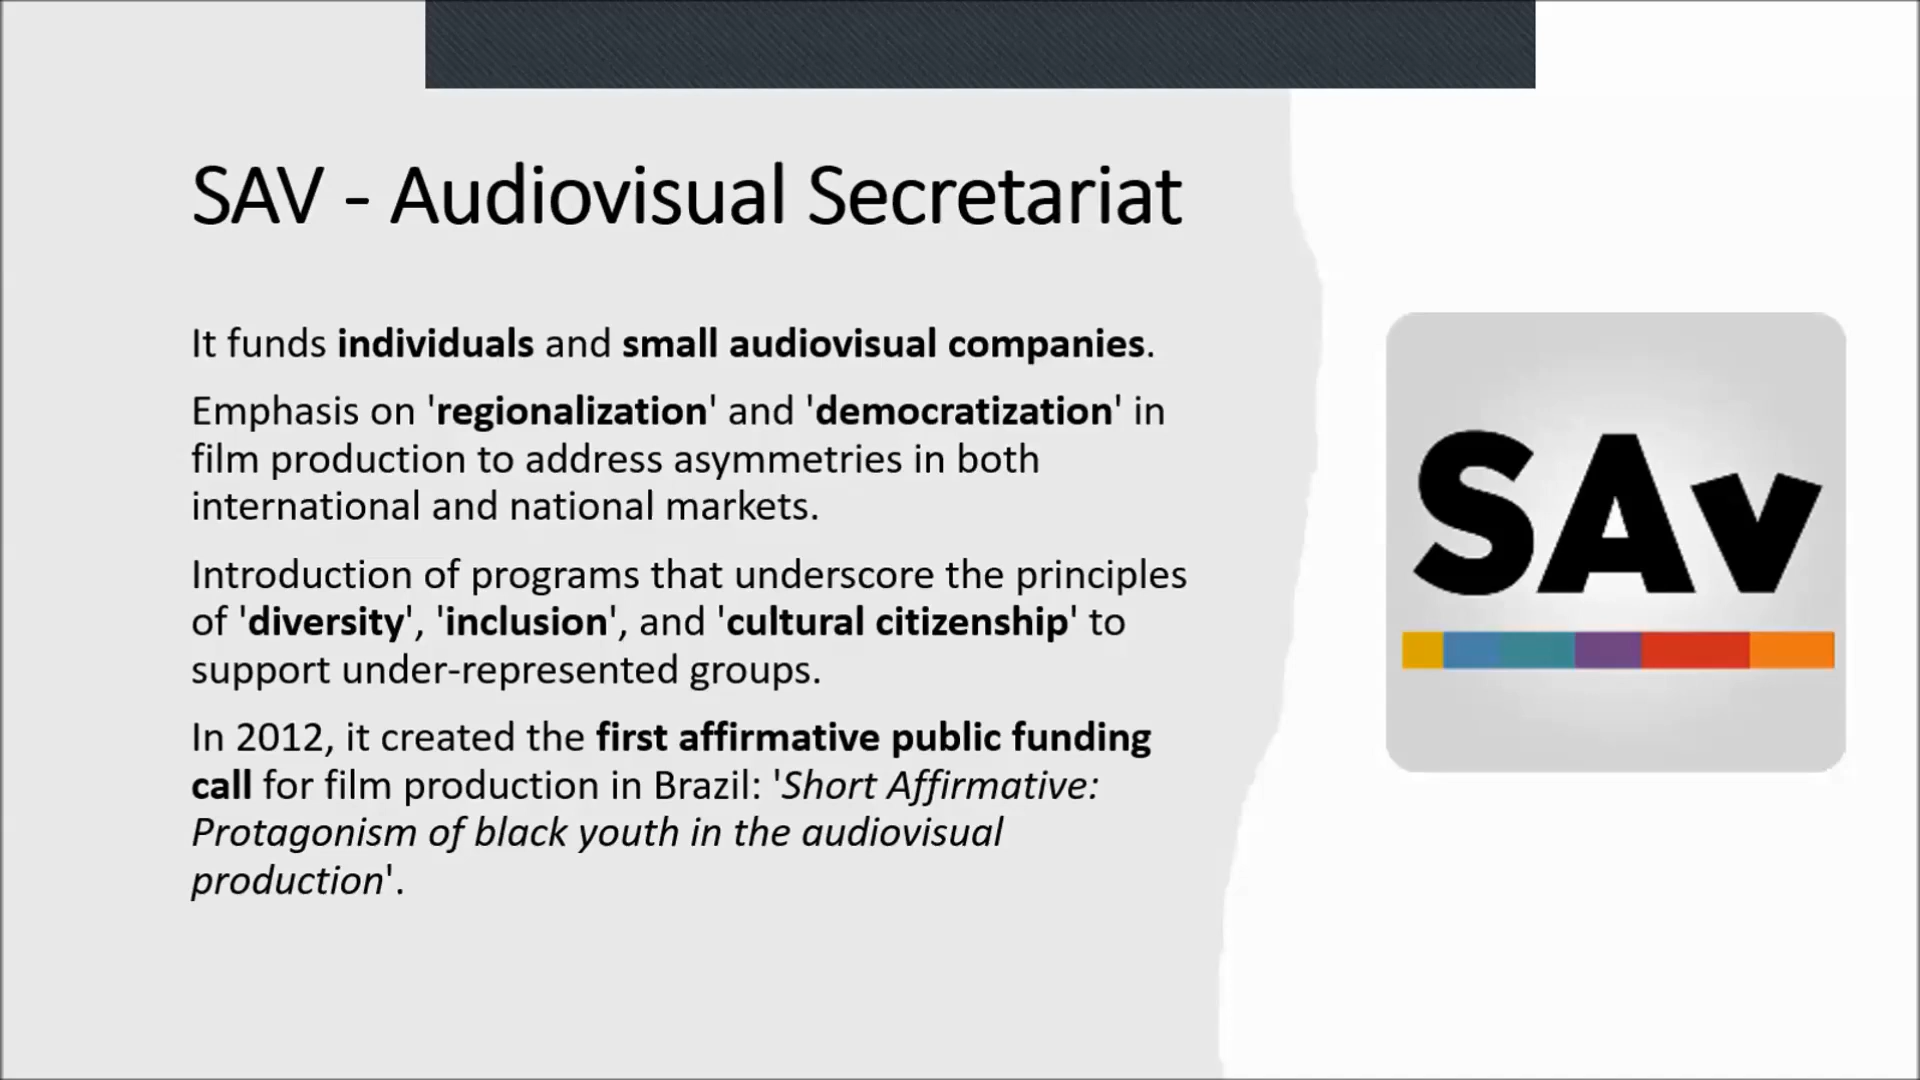 SAV - Audiovisual Secretariat
It funds individuals and small audiovisual companies.
Emphasis on 'regionalization' and 'democratization' in
film production to address asymmetries in both
international and national markets.
Introduction of programs that underscore the principles
of 'diversity', 'inclusion', and 'cultural citizenship' to
support under-represented groups.
In 2012, it created the first affirmative public funding
call for film production in Brazil: 'Short Affirmative:
Protagonism of black youth in the audiovisual
production'.
SAv